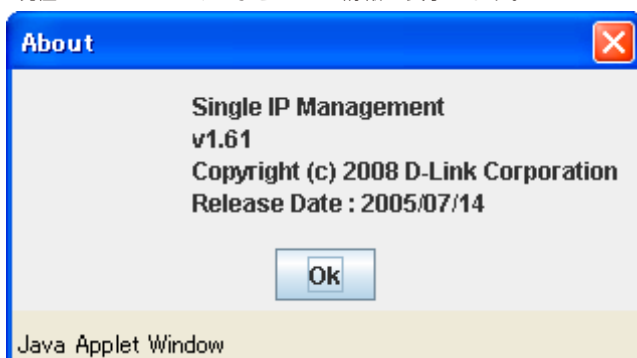 About
Single IP Management
v1.61
Copyright (c) 2008 D-Link Corporation
Release Date : 2005/07/14
Ok
Java Applet Window